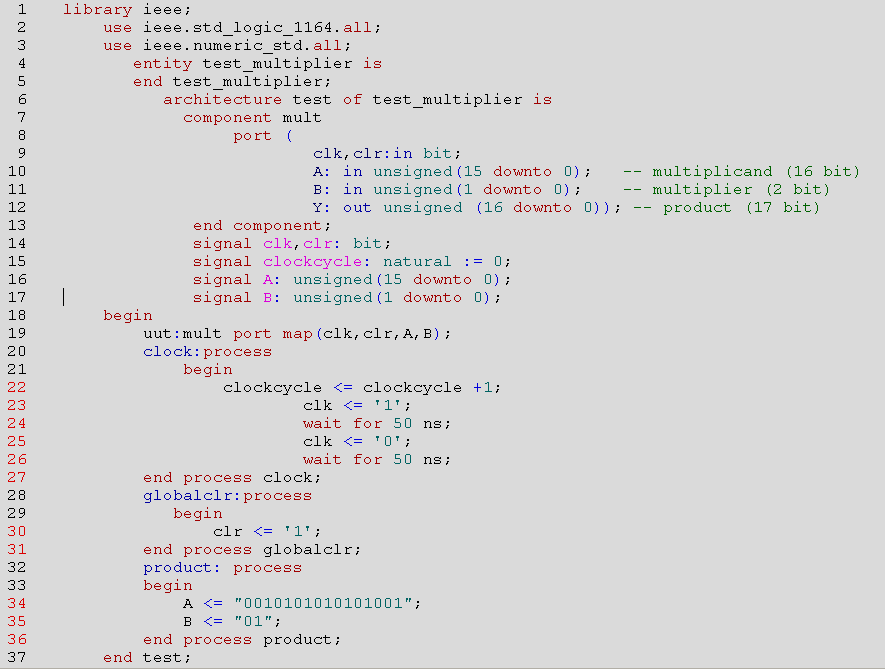 1 library ieee;
2 use ieee.std_logic_1164.all;
3 use ieee.numeric_std.all;
4 entity test_multiplier is
5 end test_multiplier;
6 architecture test of test_multiplier is
7 component mult
8 port (
9 clk,clr:in bit;
10 A: in unsigned(15 downto 0); -- multiplicand (16 bit)
11 B: in unsigned(1 downto 0); -- multiplier (2 bit)
12 Y: out unsigned (16 downto 0)); -- product (17 bit)
13 end component;
14 signal clk,clr: bit;
15 signal clockcycle: natural := 0;
16 signal A: unsigned(15 downto 0);
17 signal B: unsigned(1 downto 0);
18 begin
19 uut:mult port map(clk,clr,A,B);
20 clock:process
21 begin
22 clockcycle <= clockcycle +1;
23 clk <= '1';
24 wait for 50 ns;
25 clk <= '0';
26 wait for 50 ns;
27 end process clock;
28 globalclr:process
29 begin
30 clr <= '1';
31 end process globalclr;
32 product: process
33 begin
34 A <= "0010101010101001";
35 B <= "01";
36 end process product;
37 end test;